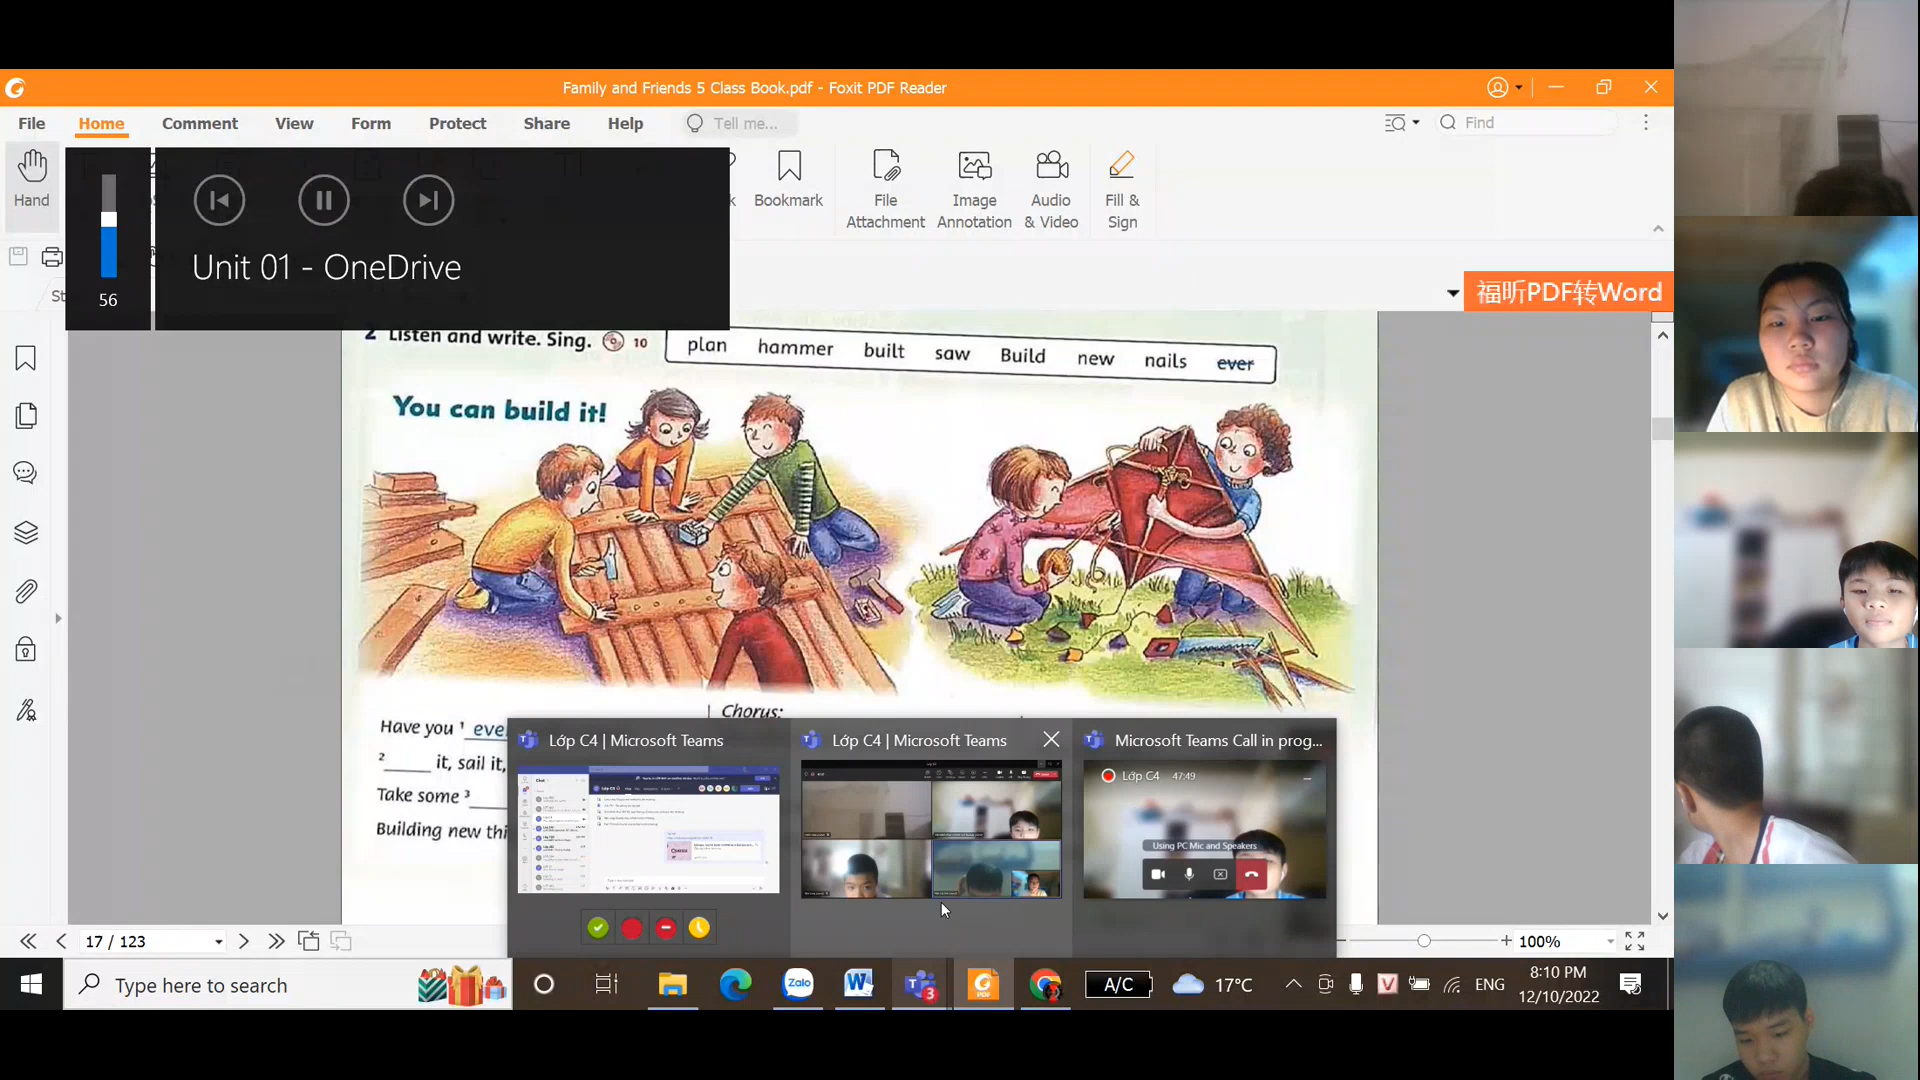 Family and Friends 5 Class Book.pdf - Foxit PDF Reader
File Home Comment View Form Protect Share Help Tell me... Find
Hand
Bookmark
File Attachment
Image Annotation
Audio & Video
Fill & Sign
56
Unit 01 - OneDrive
福昕PDF转Word
2 Listen and write. Sing. 10
plan hammer built saw Build new nails ever
You can build it!
Chorus:
Have you 1 eve
2 ____ it, sail it,
Take some 3
Building new thi
Lớp C4 | Microsoft Teams
Lớp C4 | Microsoft Teams
Microsoft Teams Call in prog...
Lớp C4 47:49
Using PC Mic and Speakers
17 / 123
100%
Type here to search
Zalo
3
PDF
A/C
17°C
ENG
8:10 PM
12/10/2022